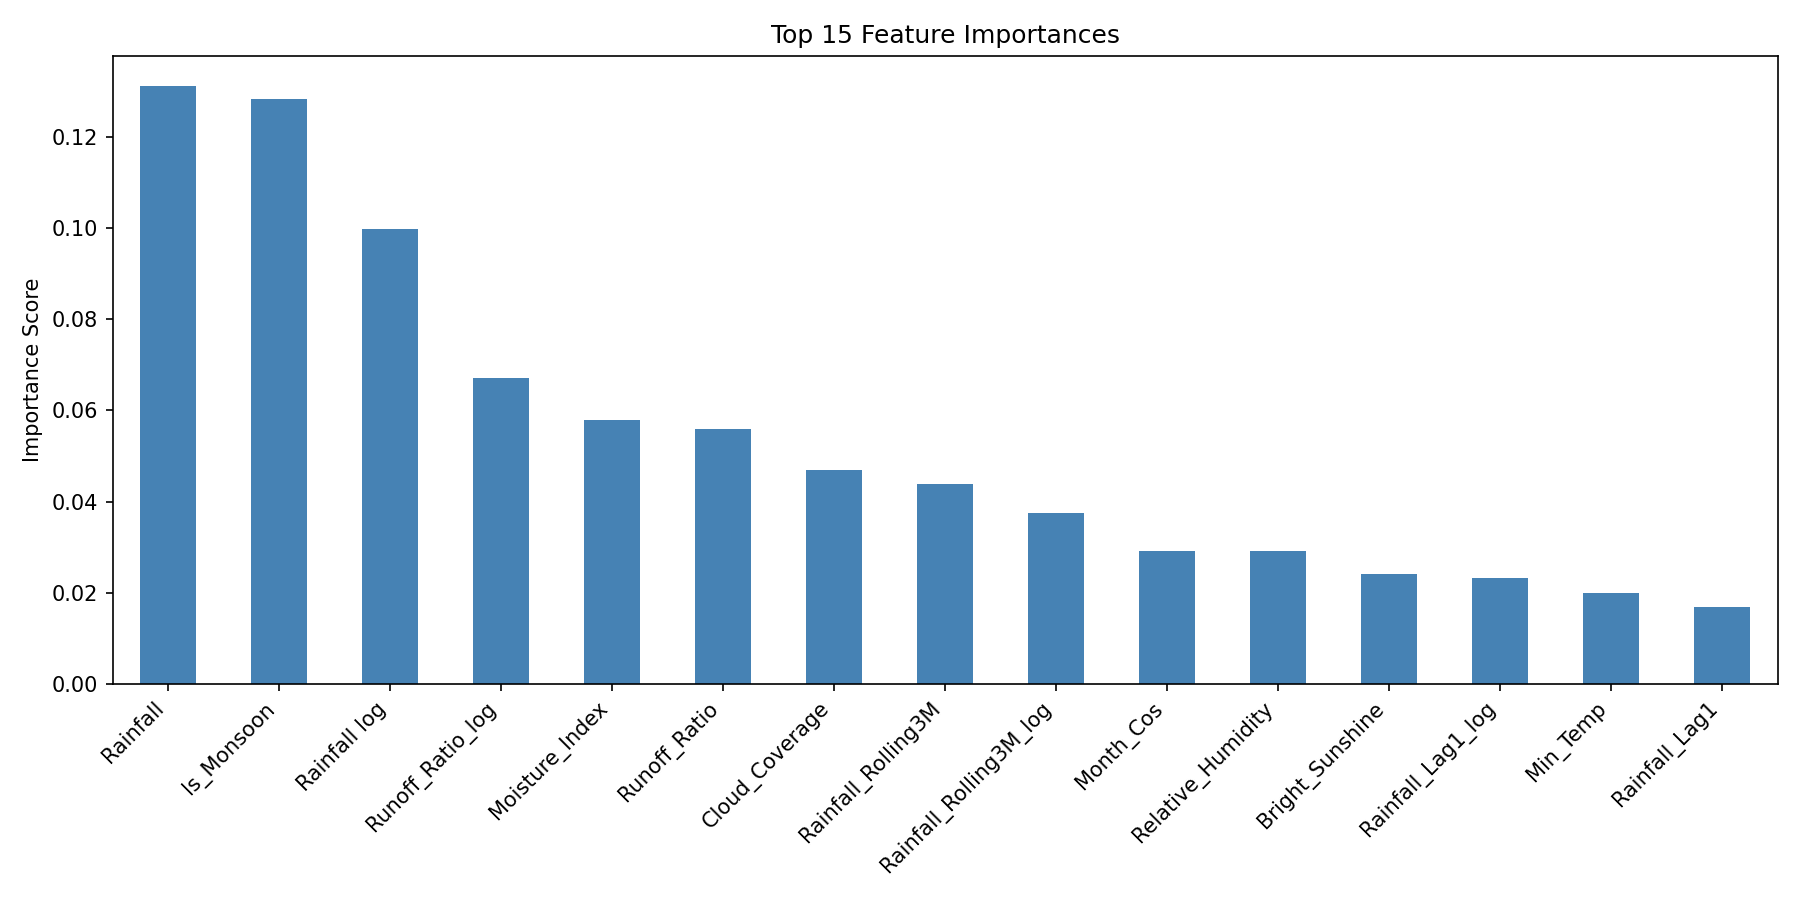 Top 15 Feature Importances
Importance Score
0.12
0.10
0.08
0.06
0.04
0.02
0.00
Rainfall
Is_Monsoon
Rainfall log
Runoff_Ratio_log
Moisture_Index
Runoff_Ratio
Cloud_Coverage
Rainfall_Rolling3M
Rainfall_Rolling3M_log
Month_Cos
Relative_Humidity
Bright_Sunshine
Rainfall_Lag1_log
Min_Temp
Rainfall_Lag1